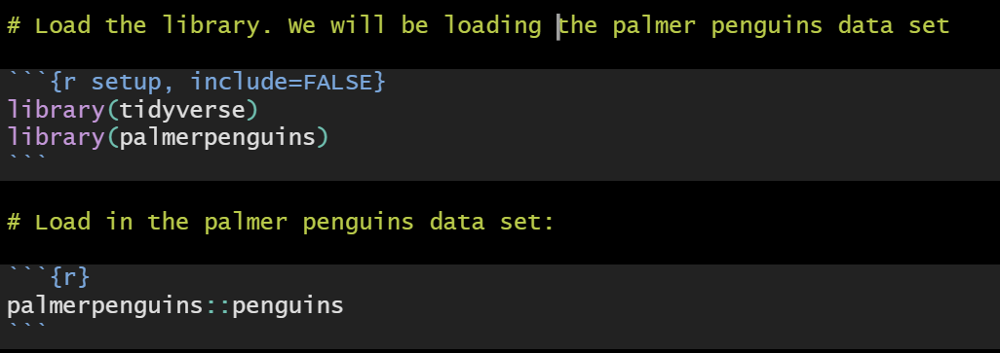 # Load the library. We will be loading the palmer penguins data set
```{r setup, include=FALSE}
library(tidyverse)
library(palmerpenguins)
```
# Load in the palmer penguins data set:
```{r}
palmerpenguins::penguins
```